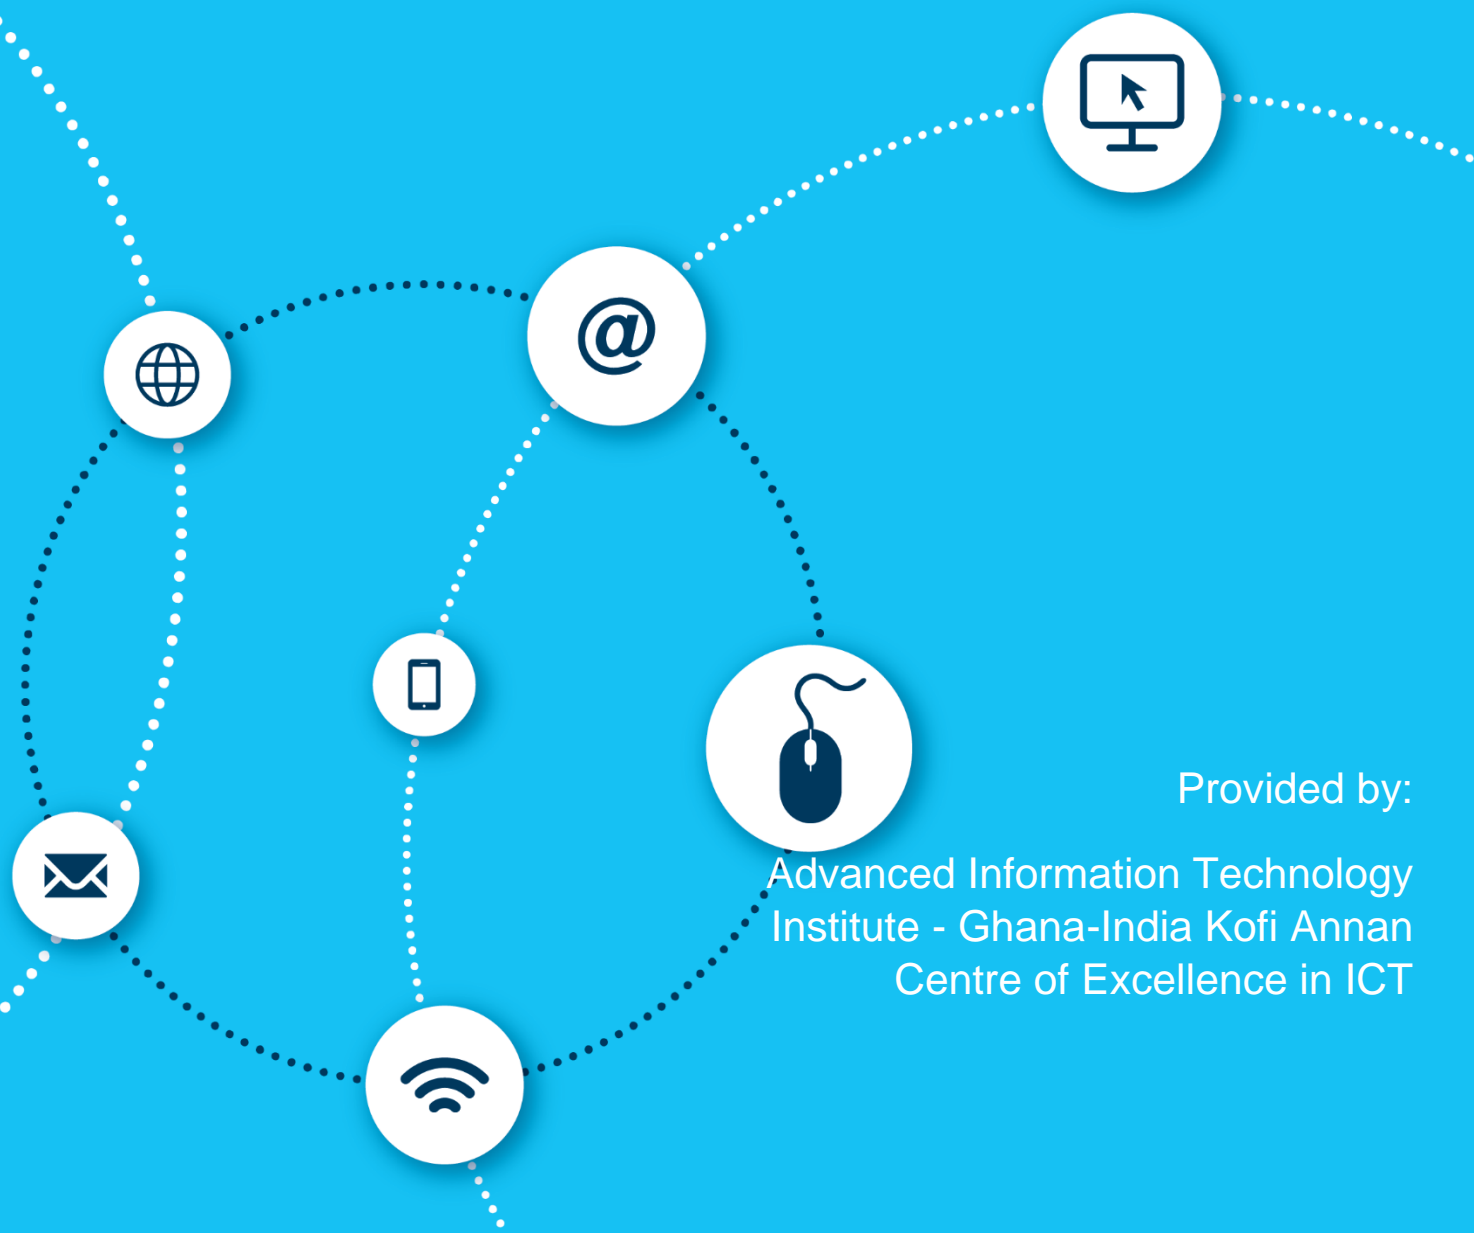 @
Provided by:
Advanced Information Technology
Institute - Ghana-India Kofi Annan
Centre of Excellence in ICT